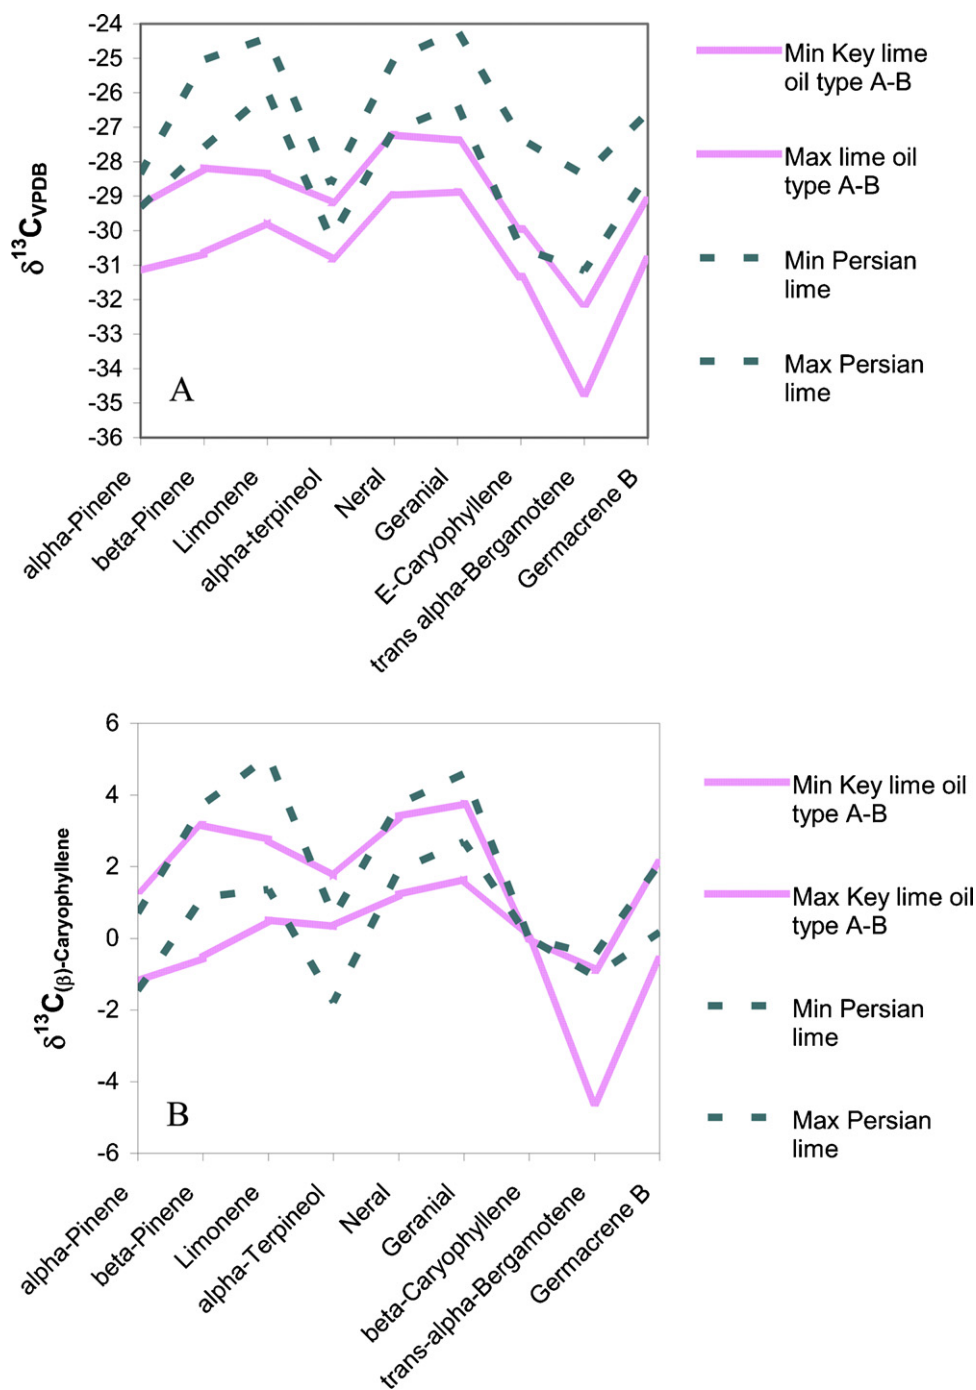 -24
-25
-26
-27
-28
-29
-30
-31
-32
-33
-34
-35
-36
δ13CVPDB
A
alpha-Pinene
beta-Pinene
Limonene
alpha-terpineol
Neral
Geranial
E-Caryophyllene
trans alpha-Bergamotene
Germacrene B
Min Key lime
oil type A-B
Max lime oil
type A-B
Min Persian
lime
Max Persian
lime
6
4
2
0
-2
-4
-6
δ13C(β)-Caryophyllene
B
alpha-Pinene
beta-Pinene
Limonene
alpha-Terpineol
Neral
Geranial
beta-Caryophyllene
trans-alpha-Bergamotene
Germacrene B
Min Key lime oil
type A-B
Max Key lime oil
type A-B
Min Persian
lime
Max Persian
lime